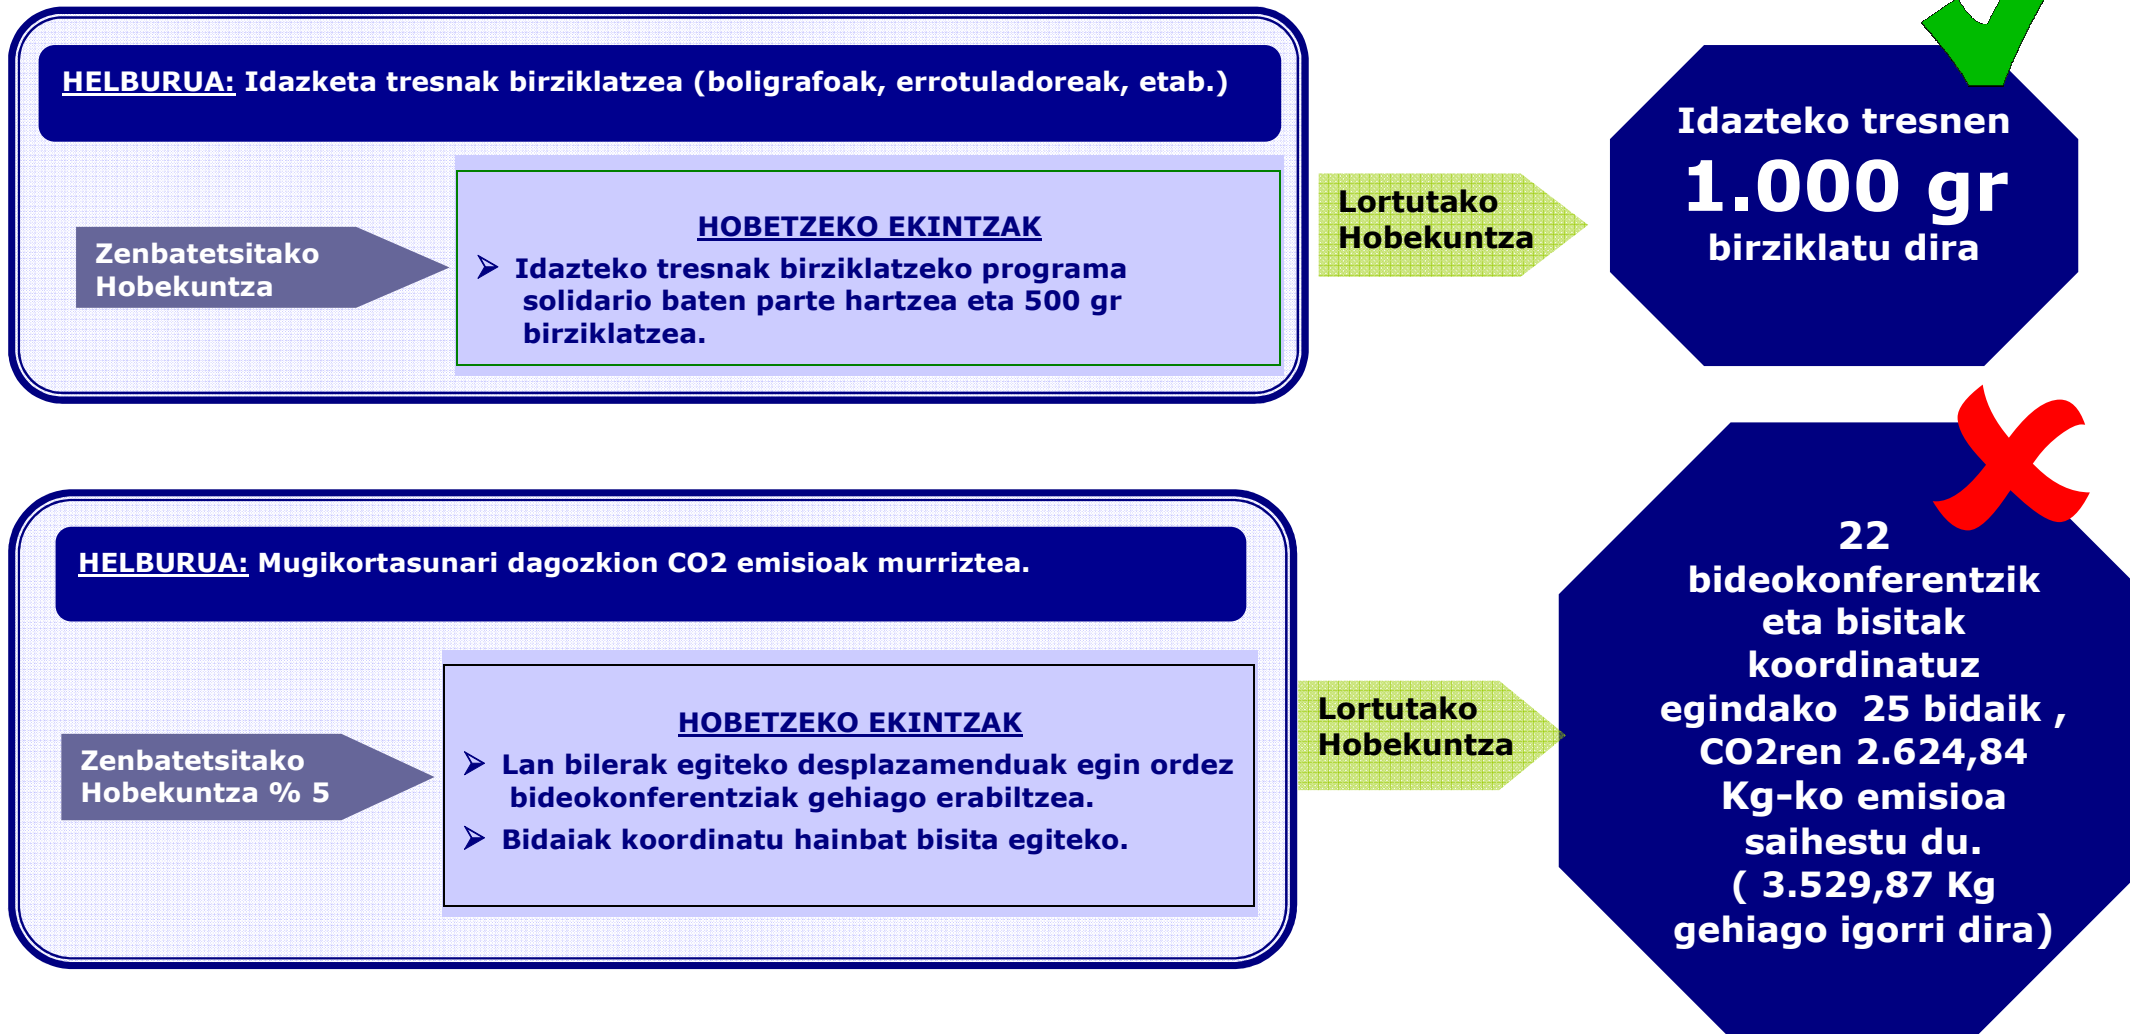 HELBURUA: Idazketa tresnak birziklatzea (boligrafoak, errotuladoreak, etab.)
Zenbatetsitako
Hobekuntza
HOBETZEKO EKINTZAK
➢ Idazteko tresnak birziklatzeko programa
solidario baten parte hartzea eta 500 gr
birziklatzea.
Lortutako
Hobekuntza
Idazteko tresnen
1.000 gr
birziklatu dira
HELBURUA: Mugikortasunari dagozkion CO2 emisioak murriztea.
Zenbatetsitako
Hobekuntza % 5
HOBETZEKO EKINTZAK
➢ Lan bilerak egiteko desplazamenduak egin ordez
bideokonferentziak gehiago erabiltzea.
➢ Bidaiak koordinatu hainbat bisita egiteko.
Lortutako
Hobekuntza
22
bideokonferentzik
eta bisitak
koordinatuz
egindako 25 bidaik ,
CO2ren 2.624,84
Kg-ko emisioa
saihestu du.
( 3.529,87 Kg
gehiago igorri dira)